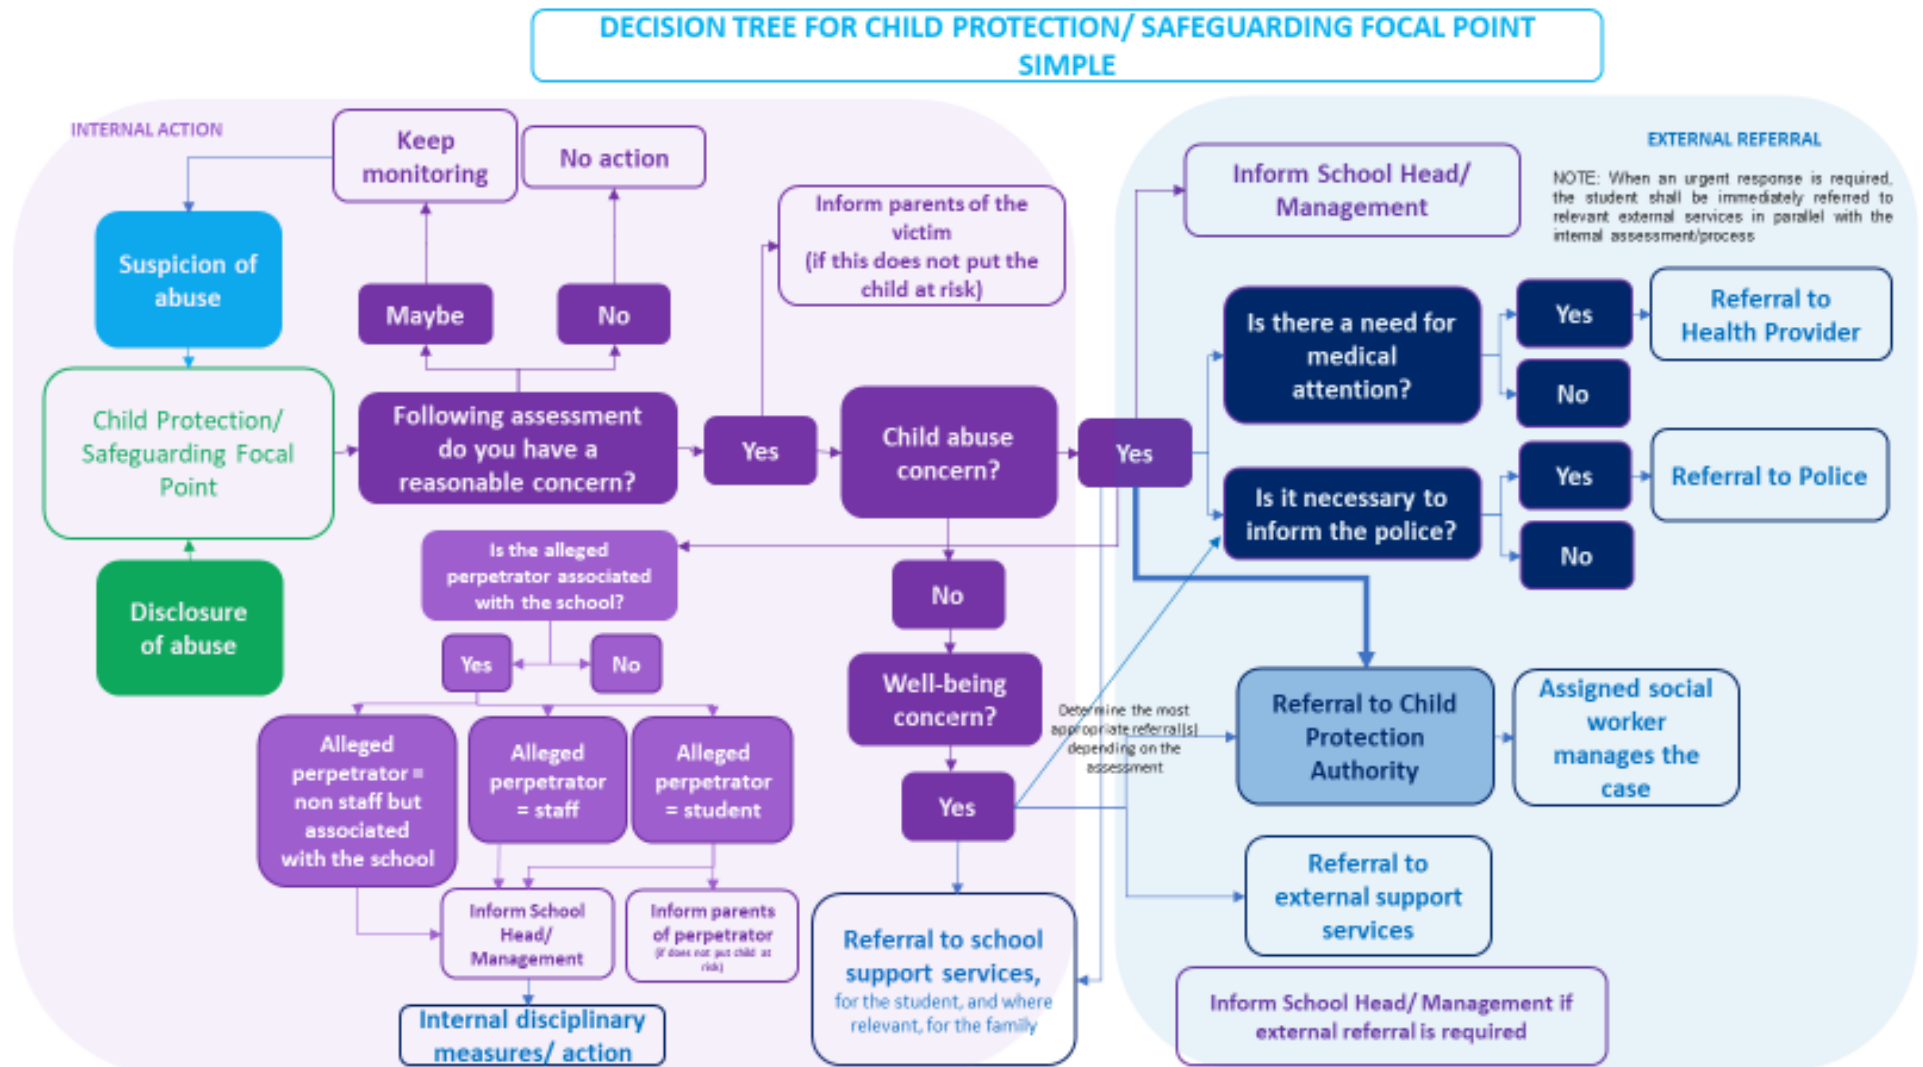 DECISION TREE FOR CHILD PROTECTION/ SAFEGUARDING FOCAL POINT
SIMPLE
INTERNAL ACTION
Keep
monitoring
No action
Suspicion of
abuse
Maybe
No
Inform parents of the
victim
(if this does not put the
child at risk)
Child Protection/
Safeguarding Focal
Point
Following assessment
do you have a
reasonable concern?
Yes
Child abuse
concern?
Yes
Disclosure
of abuse
Is the alleged
perpetrator associated
with the school?
Yes
No
No
Well-being
concern?
Yes
Alleged
perpetrator =
non staff but
associated
with the school
Alleged
perpetrator
= staff
Alleged
perpetrator
= student
Inform School
Head/
Management
Inform parents
of perpetrator
(if does not put child at
risk)
Internal disciplinary
measures/ action
Referral to school
support services,
for the student, and where
relevant, for the family
Determine the most
appropriate referral(s)
depending on the
assessment
EXTERNAL REFERRAL
NOTE: When an urgent response is required,
the student shall be immediately referred to
relevant external services in parallel with the
internal assessment/process
Inform School Head/
Management
Is there a need for
medical
attention?
Yes
Referral to
Health Provider
No
Is it necessary to
inform the police?
Yes
Referral to Police
No
Referral to Child
Protection
Authority
Assigned social
worker
manages the
case
Referral to
external support
services
Inform School Head/ Management if
external referral is required